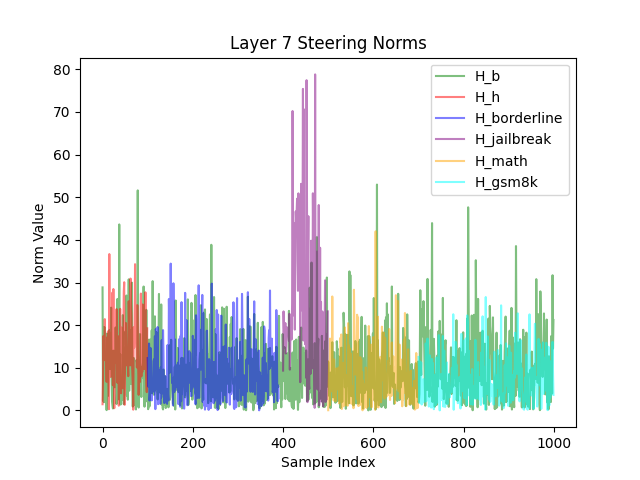 Layer 7 Steering Norms
80
70
60
50
40
30
20
10
0
Norm Value
H_b
H_h
H_borderline
H_jailbreak
H_math
H_gsm8k
0 200 400 600 800 1000
Sample Index